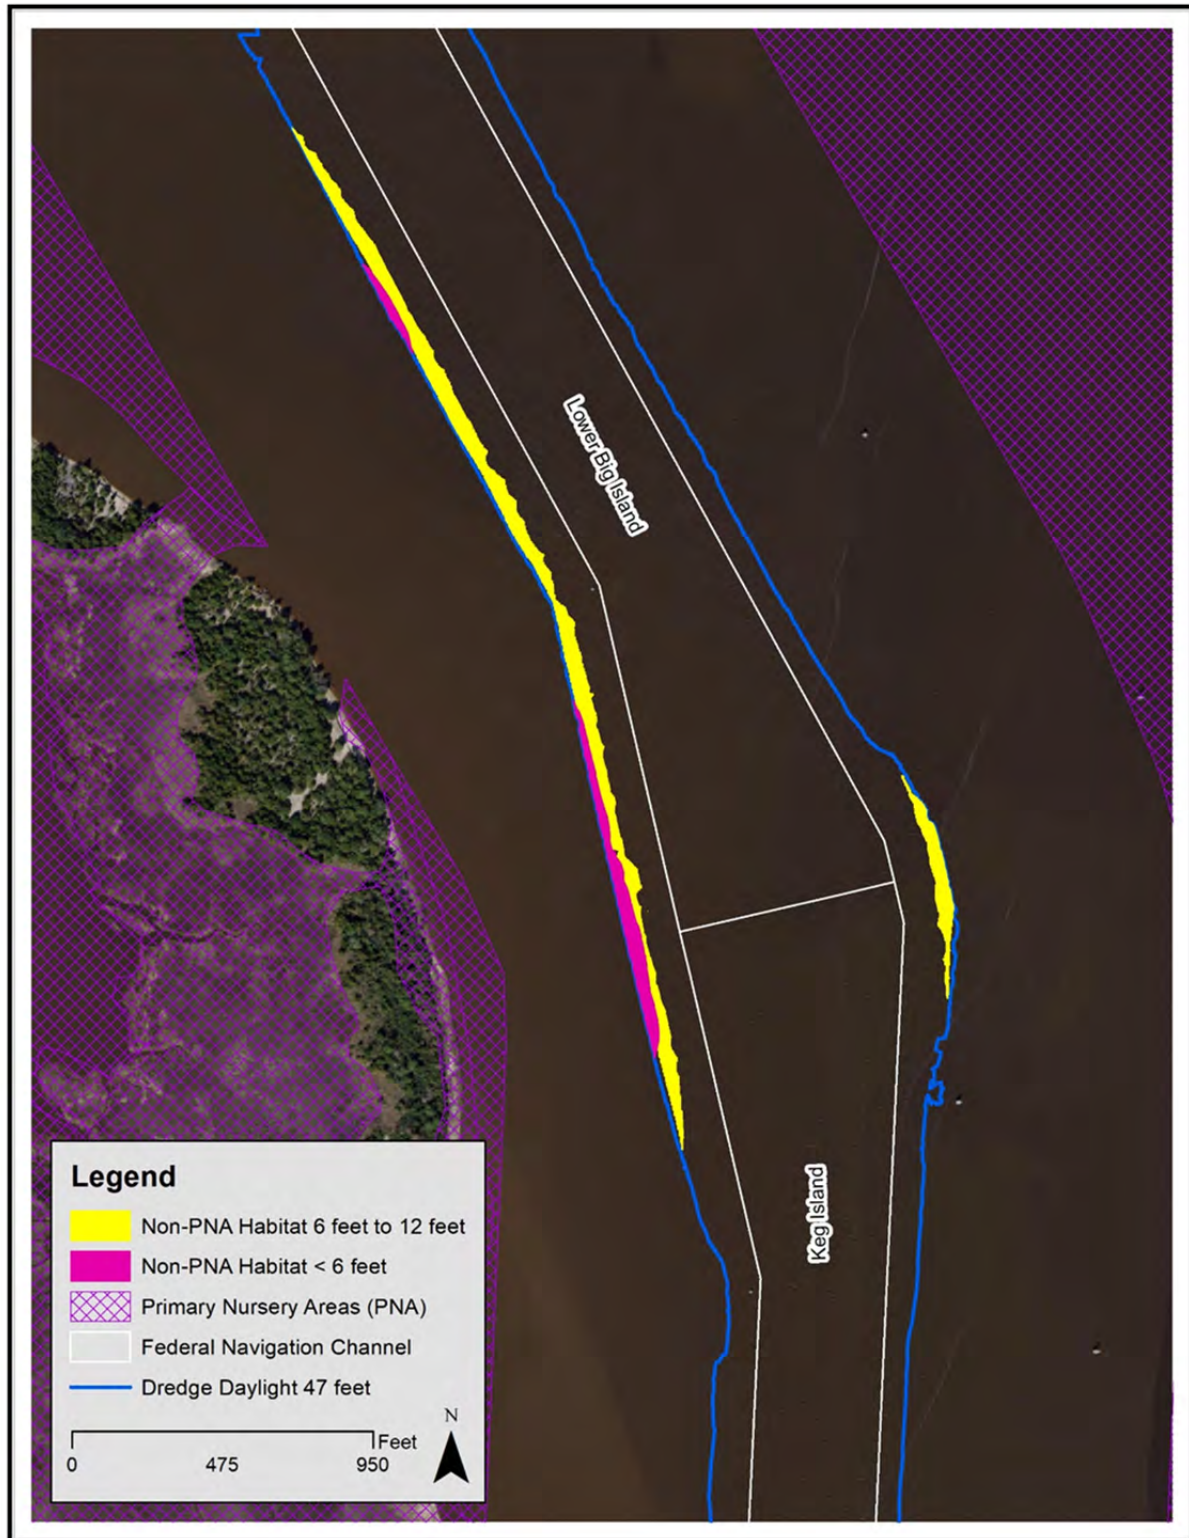 Lower Big Island
Keg Island
Legend
Non-PNA Habitat 6 feet to 12 feet
Non-PNA Habitat < 6 feet
Primary Nursery Areas (PNA)
Federal Navigation Channel
Dredge Daylight 47 feet
N
Feet
0 475 950